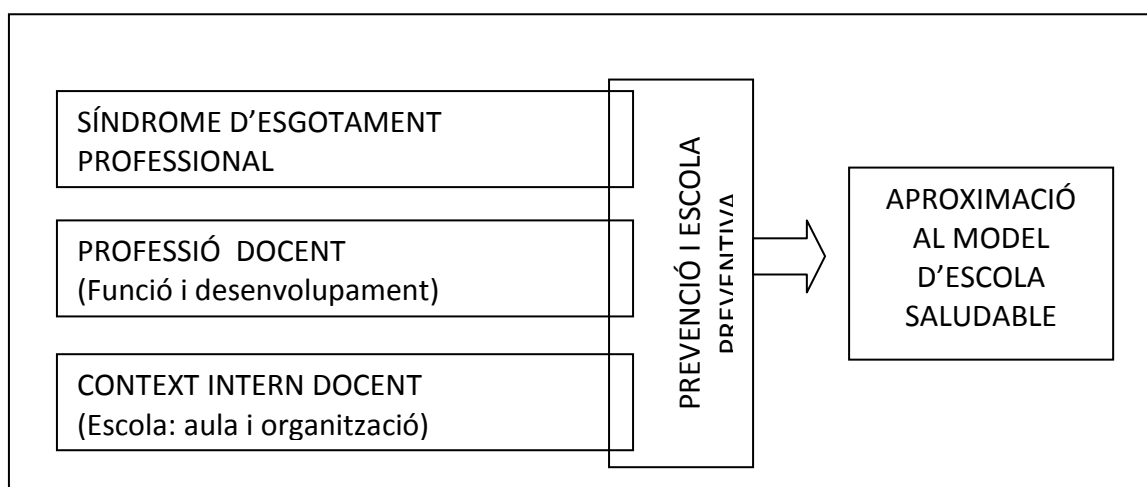 SÍNDROME D'ESGOTAMENT
PROFESSIONAL
PROFESSIÓ DOCENT
(Funció i desenvolupament)
CONTEXT INTERN DOCENT
(Escola: aula i organització)
PREVENCIÓ I ESCOLA
PREVENTIVA
APROXIMACIÓ
AL MODEL
D'ESCOLA
SALUDABLE